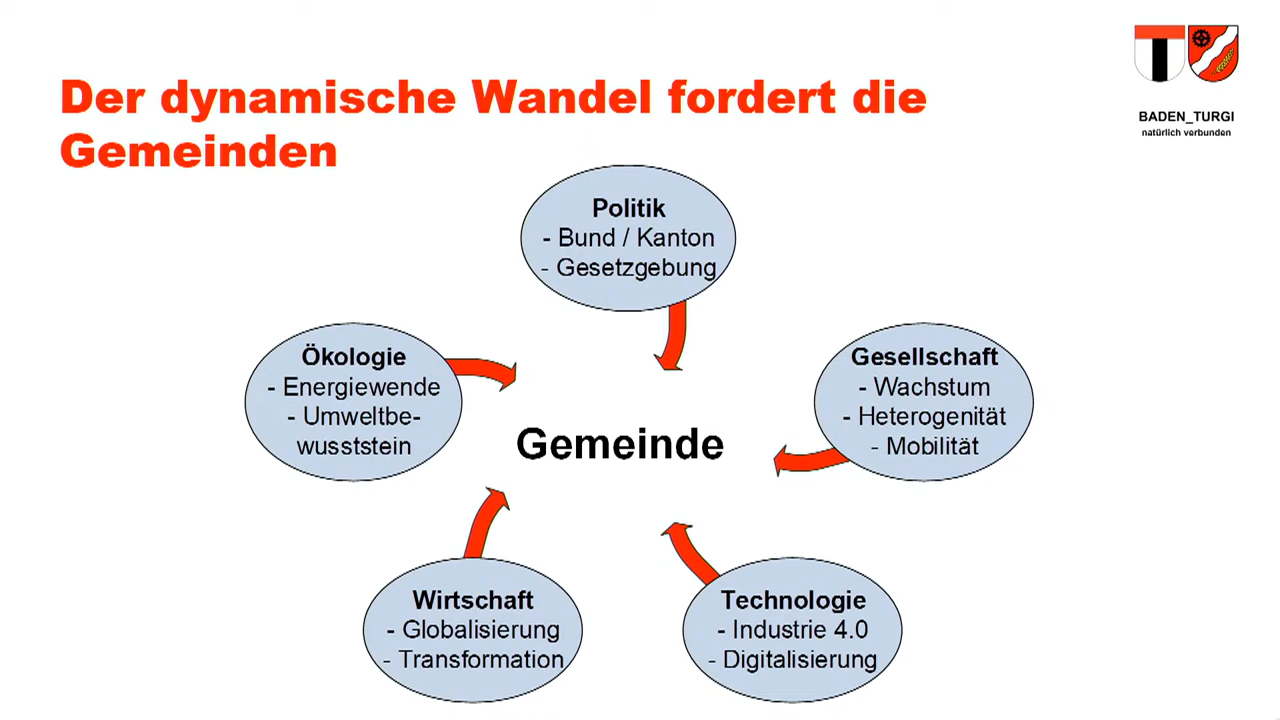 Der dynamische Wandel fordert die
Gemeinden
BADEN_TURGI
natürlich verbunden
Politik
- Bund / Kanton
- Gesetzgebung
Ökologie
- Energiewende
- Umweltbe-
wusststein
Gesellschaft
- Wachstum
- Heterogenität
- Mobilität
Gemeinde
Wirtschaft
- Globalisierung
- Transformation
Technologie
- Industrie 4.0
- Digitalisierung